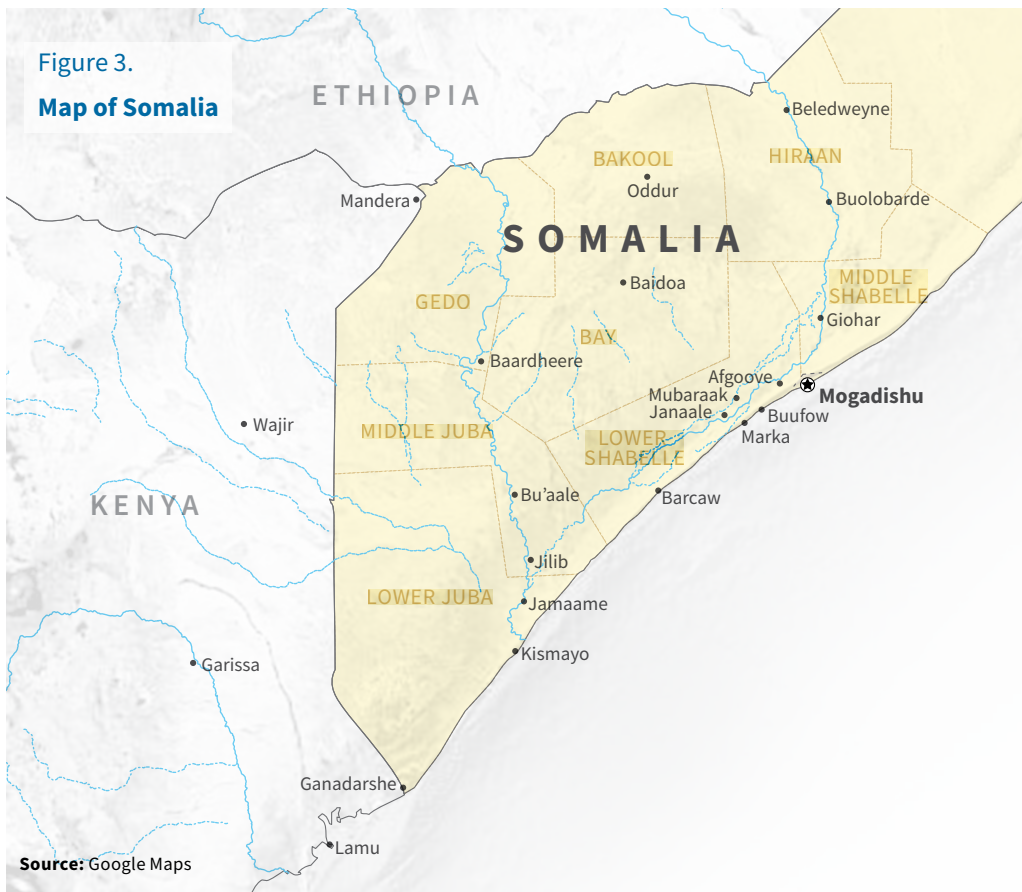 Figure 3.
Map of Somalia
ETHIOPIA
Beledweyne
BAKOOL
HIRAAN
Oddur
Mandera
Buolobarde
SOMALIA
MIDDLE
SHABELLE
Baidoa
GEDO
Giohar
BAY
Baardheere
Afgoove
Mubaraak
Mogadishu
Janaale
Buufow
Wajir
MIDDLE JUBA
Marka
LOWER
SHABELLE
Bu'aale
Barcaw
KENYA
Jilib
LOWER JUBA
Jamaame
Kismayo
Garissa
Ganadarshe
Lamu
Source: Google Maps